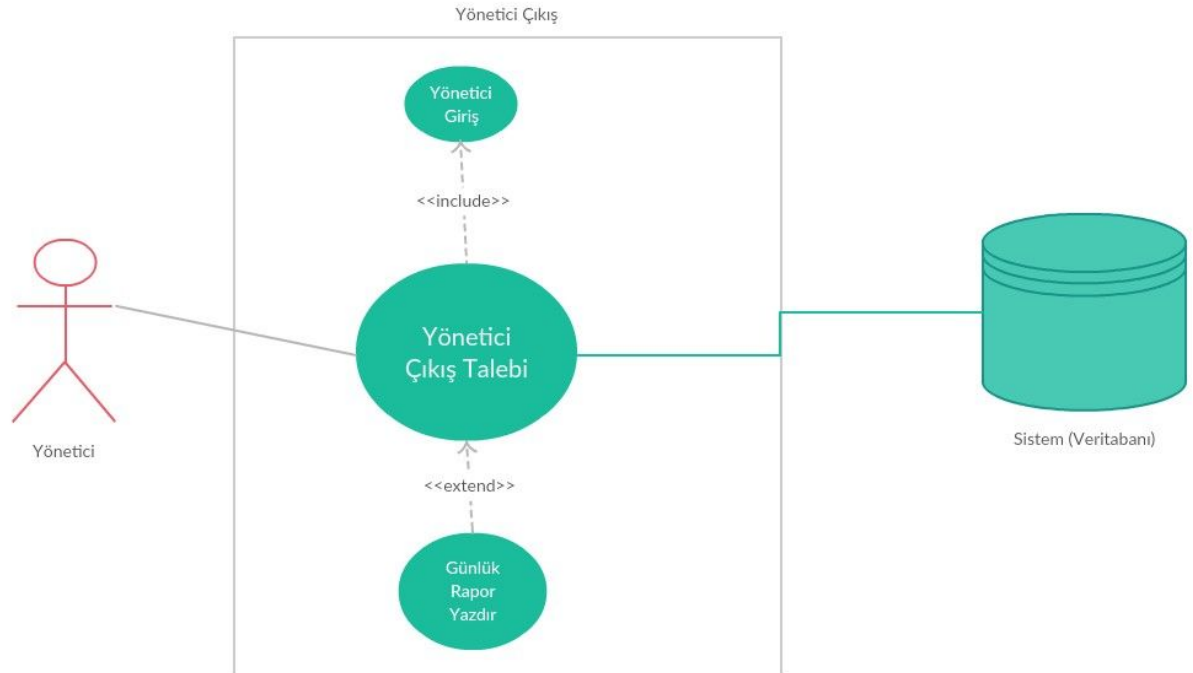 Yönetici Çıkış
Yönetici
Giriş
<<include>>
Yönetici
Çıkış Talebi
Yönetici
Sistem (Veritabanı)
<<extend>>
Günlük
Rapor
Yazdır